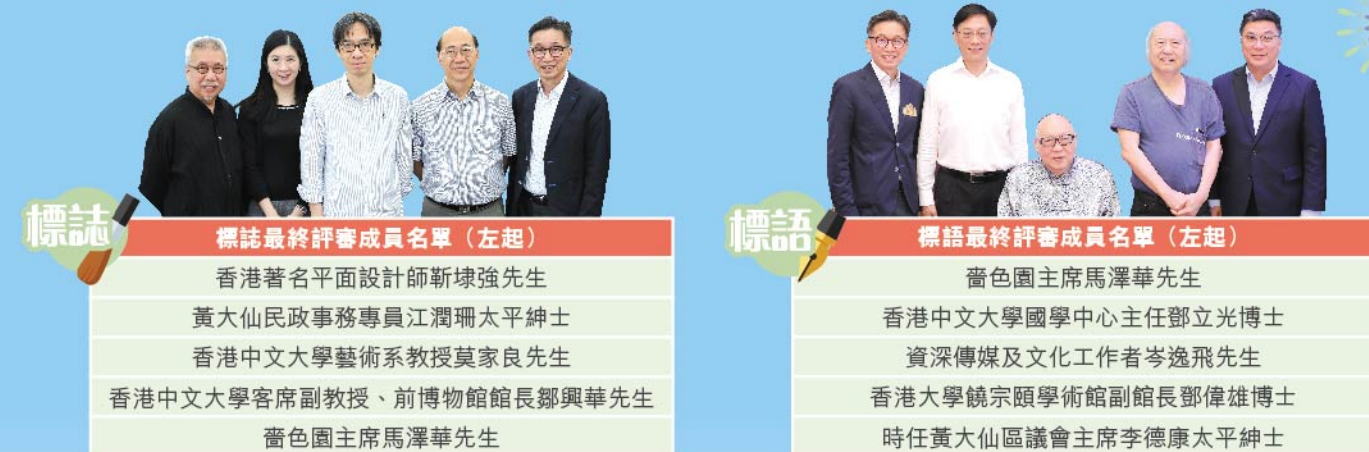 標誌
標誌最終評審成員名單（左起）
香港著名平面設計師靳埭強先生
黃大仙民政事務專員江潤珊太平紳士
香港中文大學藝術系教授莫家良先生
香港中文大學客席副教授、前博物館館長鄒興華先生
嗇色園主席馬澤華先生
標語
標語最終評審成員名單（左起）
嗇色園主席馬澤華先生
香港中文大學國學中心主任鄧立光博士
資深傳媒及文化工作者岑逸飛先生
香港大學饒宗頤學術館副館長鄧偉雄博士
時任黃大仙區議會主席李德康太平紳士